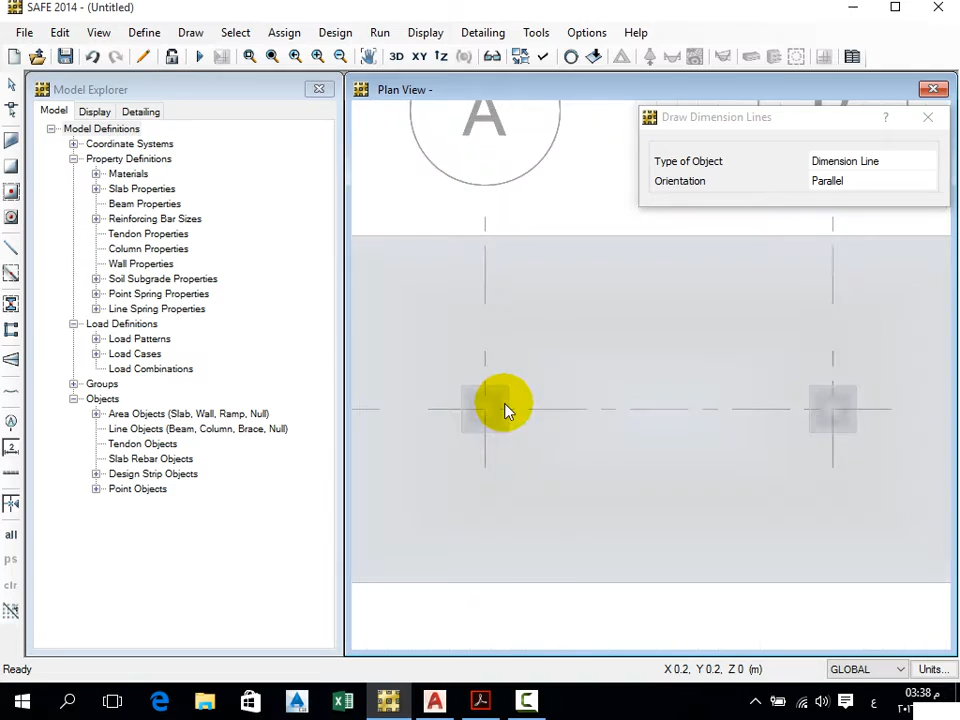 SAFE 2014 - (Untitled)
File Edit View Define Draw Select Assign Design Run Display Detailing Tools Options Help
3D XY
Model Explorer
Model Display Detailing
Model Definitions
Coordinate Systems
Property Definitions
Materials
Slab Properties
Beam Properties
Reinforcing Bar Sizes
Tendon Properties
Column Properties
Wall Properties
Soil Subgrade Properties
Point Spring Properties
Line Spring Properties
Load Definitions
Load Patterns
Load Cases
Load Combinations
Groups
Objects
Area Objects (Slab, Wall, Ramp, Null)
Line Objects (Beam, Column, Brace, Null)
Tendon Objects
Slab Rebar Objects
Design Strip Objects
Point Objects
all
ps
clr
Plan View -
A
Draw Dimension Lines ?
Type of Object Dimension Line
Orientation Parallel
Ready
X 0.2, Y 0.2, Z 0 (m)
GLOBAL
Units...
ع
03:38 م